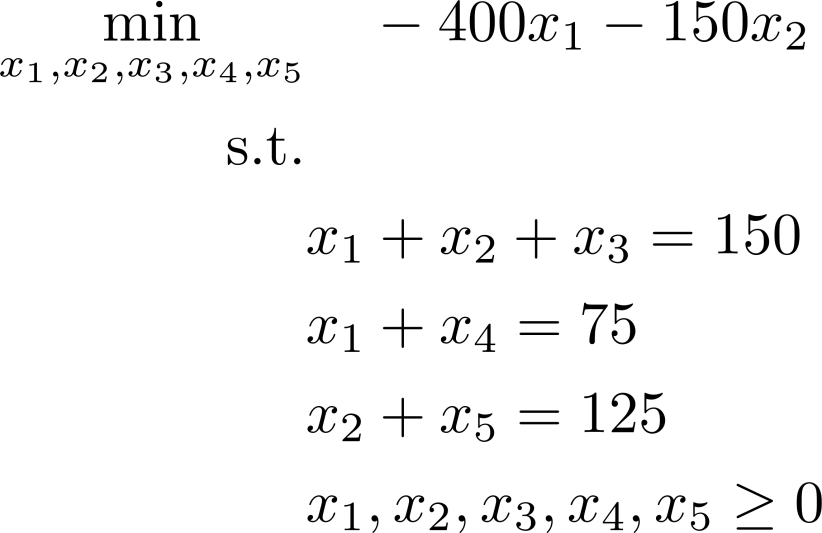 min −400x₁ − 150x₂
x₁,x₂,x₃,x₄,x₅
s.t.
x₁ + x₂ + x₃ = 150
x₁ + x₄ = 75
x₂ + x₅ = 125
x₁, x₂, x₃, x₄, x₅ ≥ 0